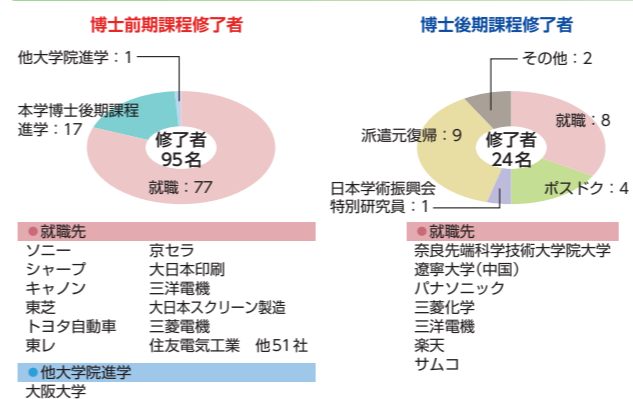 博士前期課程修了者
他大学院進学：1
本学博士後期課程
進学：17
修了者
95名
就職：77
●就職先
ソニー 京セラ
シャープ 大日本印刷
キャノン 三洋電機
東芝 大日本スクリーン製造
トヨタ自動車 三菱電機
東レ 住友電気工業 他51社
●他大学院進学
大阪大学
博士後期課程修了者
その他：2
就職：8
派遣元復帰：9
修了者
24名
日本学術振興会
特別研究員：1
ポスドク：4
●就職先
奈良先端科学技術大学院大学
遼寧大学（中国）
パナソニック
三菱化学
三洋電機
楽天
サムコ